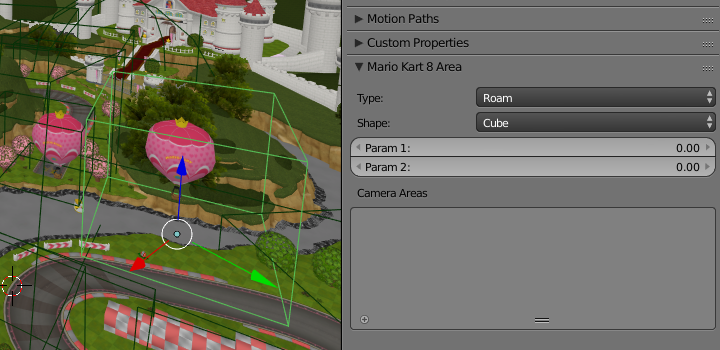 Motion Paths
Custom Properties
Mario Kart 8 Area
Type: Roam
Shape: Cube
Param 1: 0.00
Param 2: 0.00
Camera Areas